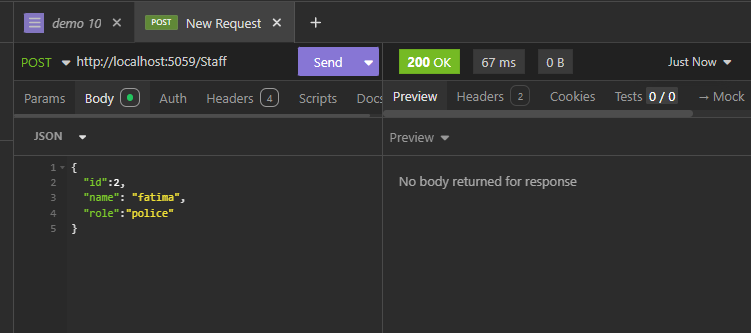 demo 10 ×
POST New Request ×
+
POST http://localhost:5059/Staff Send
200 OK 67 ms 0 B Just Now
Params Body Auth Headers 4 Scripts Docs
Preview Headers 2 Cookies Tests 0 / 0 → Mock
JSON
Preview
1 {
2 "id":2,
3 "name": "fatima",
4 "role":"police"
5 }
No body returned for response